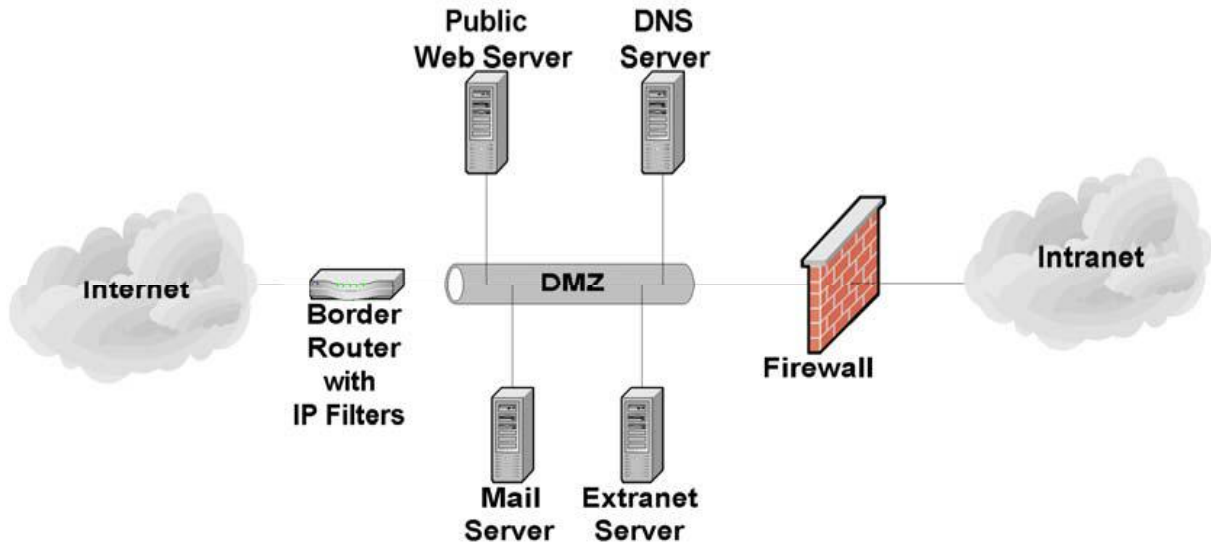 Public
Web Server
DNS
Server
Internet
Border
Router
with
IP Filters
DMZ
Firewall
Intranet
Mail
Server
Extranet
Server